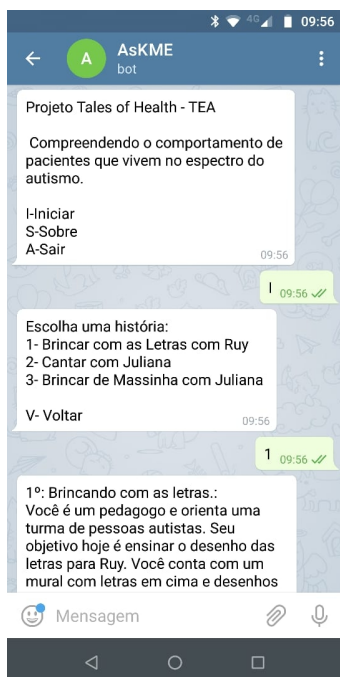 4G 09:56
A
AsKME
bot
Projeto Tales of Health - TEA
Compreendendo o comportamento de
pacientes que vivem no espectro do
autismo.
I-Iniciar
S-Sobre
A-Sair
09:56
I 09:56
Escolha uma história:
1- Brincar com as Letras com Ruy
2- Cantar com Juliana
3- Brincar de Massinha com Juliana
V- Voltar
09:56
1 09:56
1º: Brincando com as letras.:
Você é um pedagogo e orienta uma
turma de pessoas autistas. Seu
objetivo hoje é ensinar o desenho das
letras para Ruy. Você conta com um
mural com letras em cima e desenhos
Mensagem